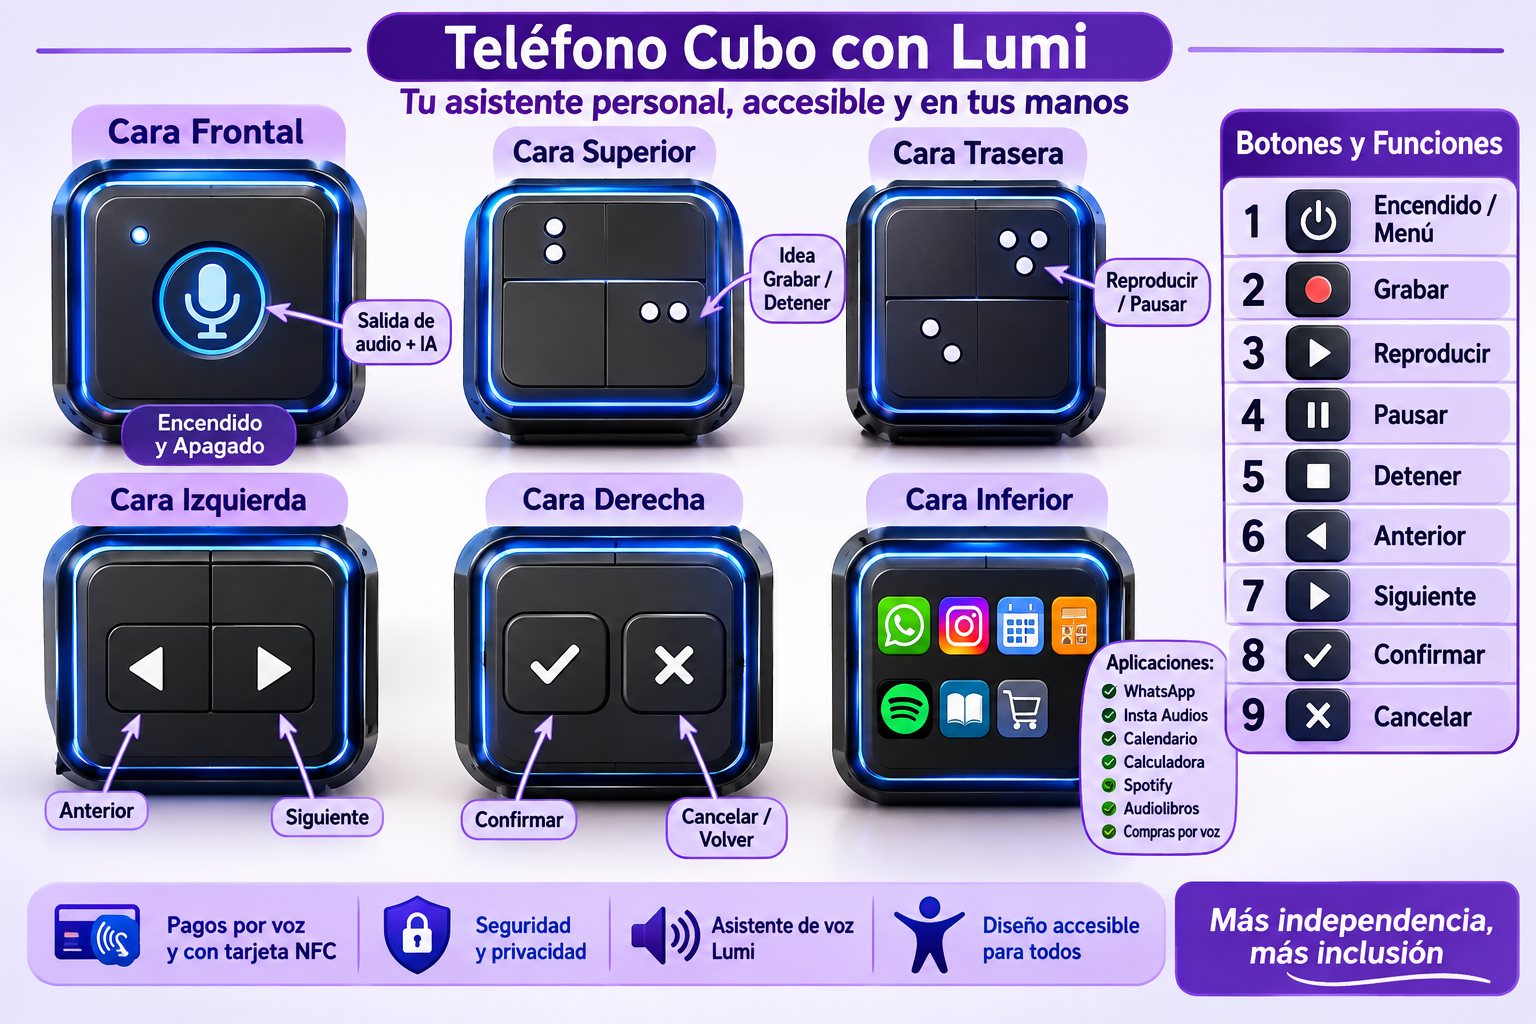 Teléfono Cubo con Lumi
Tu asistente personal, accesible y en tus manos
Cara Frontal
Salida de
audio + IA
Encendido
y Apagado
Cara Superior
Idea
Grabar /
Detener
Cara Trasera
Reproducir
/ Pausar
Cara Izquierda
Anterior
Siguiente
Cara Derecha
Confirmar
Cancelar /
Volver
Cara Inferior
Aplicaciones:
WhatsApp
Insta Audios
Calendario
Calculadora
Spotify
Audiolibros
Compras por voz
Botones y Funciones
1 Encendido /
Menú
2 Grabar
3 Reproducir
4 Pausar
5 Detener
6 Anterior
7 Siguiente
8 Confirmar
9 Cancelar
Pagos por voz
y con tarjeta NFC
Seguridad
y privacidad
Asistente de voz
Lumi
Diseño accesible
para todos
Más independencia,
más inclusión